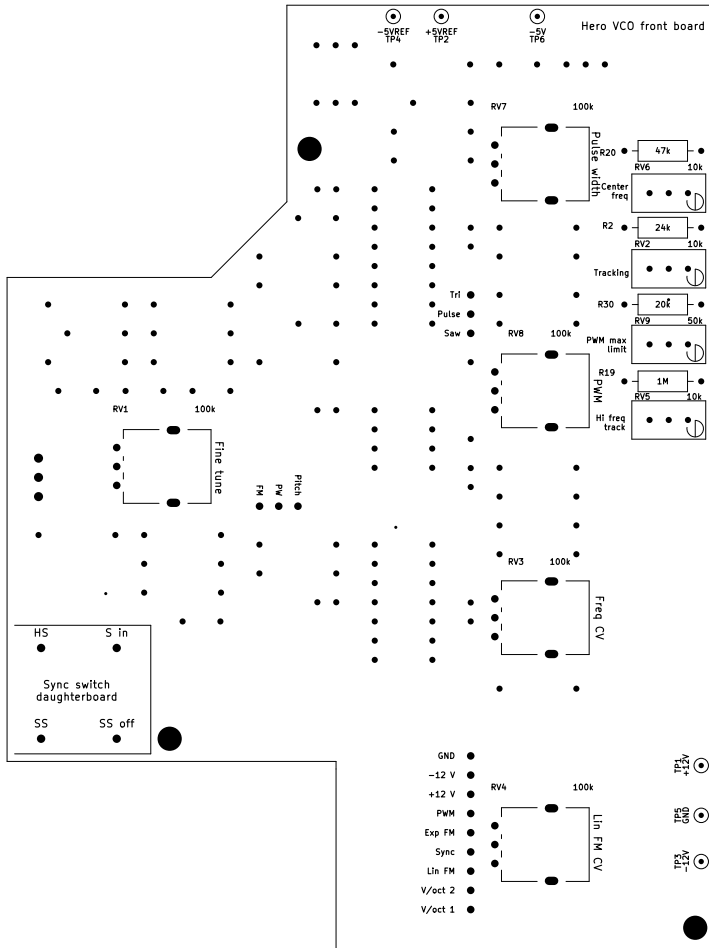 -5VREF
TP4
+5VREF
TP2
-5V
TP6
Hero VCO front board
RV7
100k
Pulse width
R20
47k
RV6
10k
Center
freq
R2
24k
RV2
10k
Tracking
Tri
Pulse
Saw
R30
20k
RV9
50k
PWM max
limit
RV8
100k
PWM
R19
1M
RV5
10k
Hi freq
track
RV1
100k
Fine tune
FM
PW
Pitch
RV3
100k
Freq CV
HS
S in
Sync switch
daughterboard
SS
SS off
GND
-12 V
+12 V
PWM
Exp FM
Sync
Lin FM
V/oct 2
V/oct 1
RV4
100k
Lin FM CV
TP1
+12V
TP5
GND
TP3
-12V